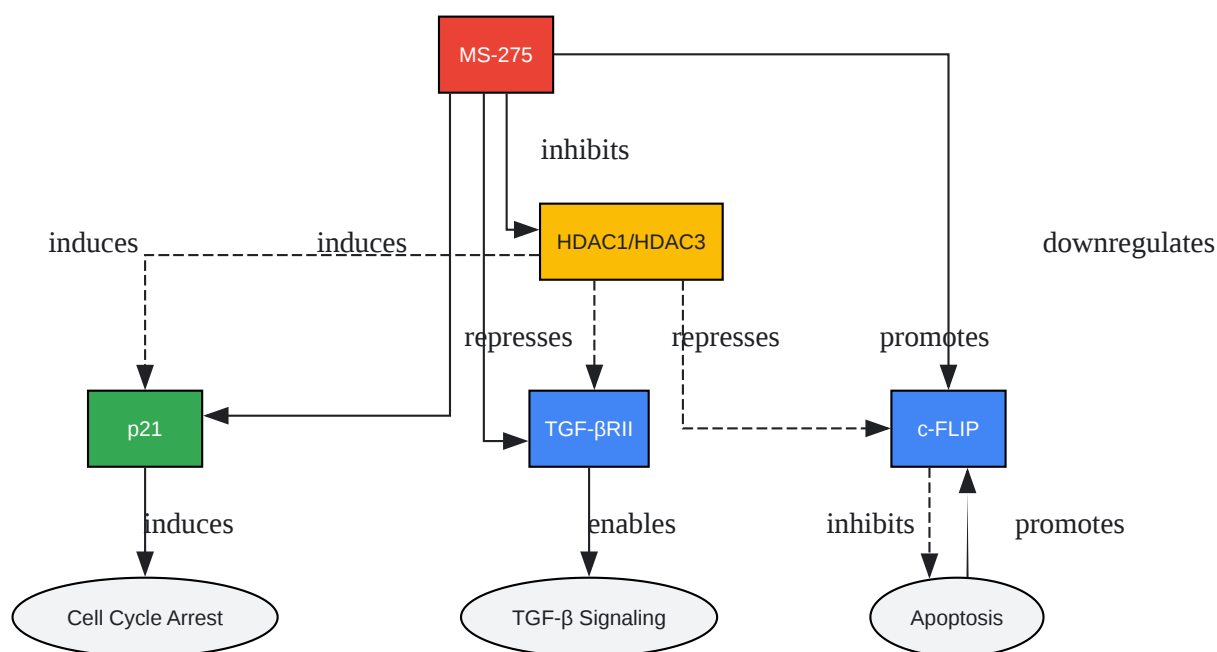 MS-275
inhibits
HDAC1/HDAC3
induces
induces
downregulates
represses
represses
promotes
p21
TGF-βRII
c-FLIP
induces
enables
inhibits
promotes
Cell Cycle Arrest
TGF-β Signaling
Apoptosis